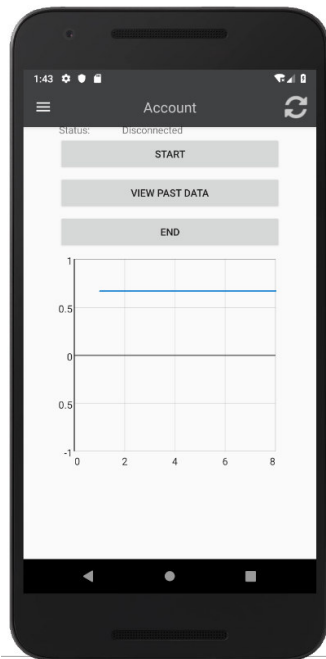 1:43
Account
Status: Disconnected
START
VIEW PAST DATA
END
1
0.5
0
0.5
-1
0 2 4 6 8